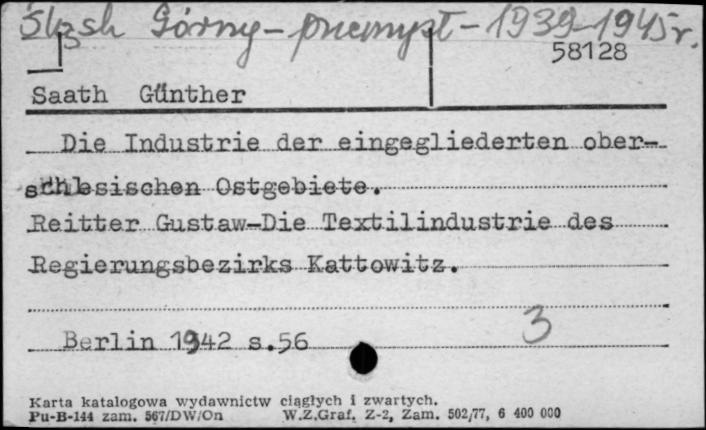 Śląsk Górny - przemysł - 1939-1945 r.
58128
Saath Günther
Die Industrie der eingegliederten ober-
schlesischen Ostgebiete.
Reitter Gustaw-Die Textilindustrie des
Regierungsbezirks Kattowitz.
Berlin 1942 s.56
3
Karta katalogowa wydawnictw ciągłych i zwartych.
Pu-B-144 zam. 567/DW/On W.Z.Graf. Z-2, Zam. 502/77, 6 400 000